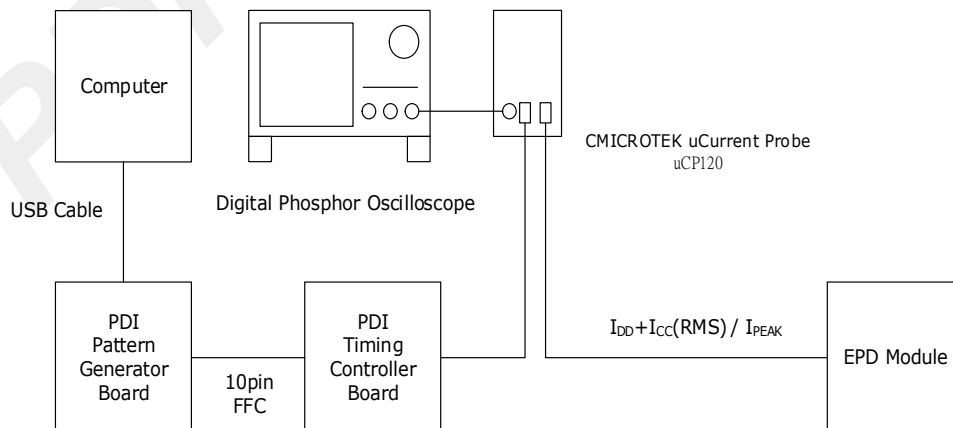 Computer
CMICROTEK uCurrent Probe
uCP120
USB Cable
Digital Phosphor Oscilloscope
PDI
Pattern
Generator
Board
10pin
FFC
PDI
Timing
Controller
Board
IDD+ICC(RMS) / IPEAK
EPD Module